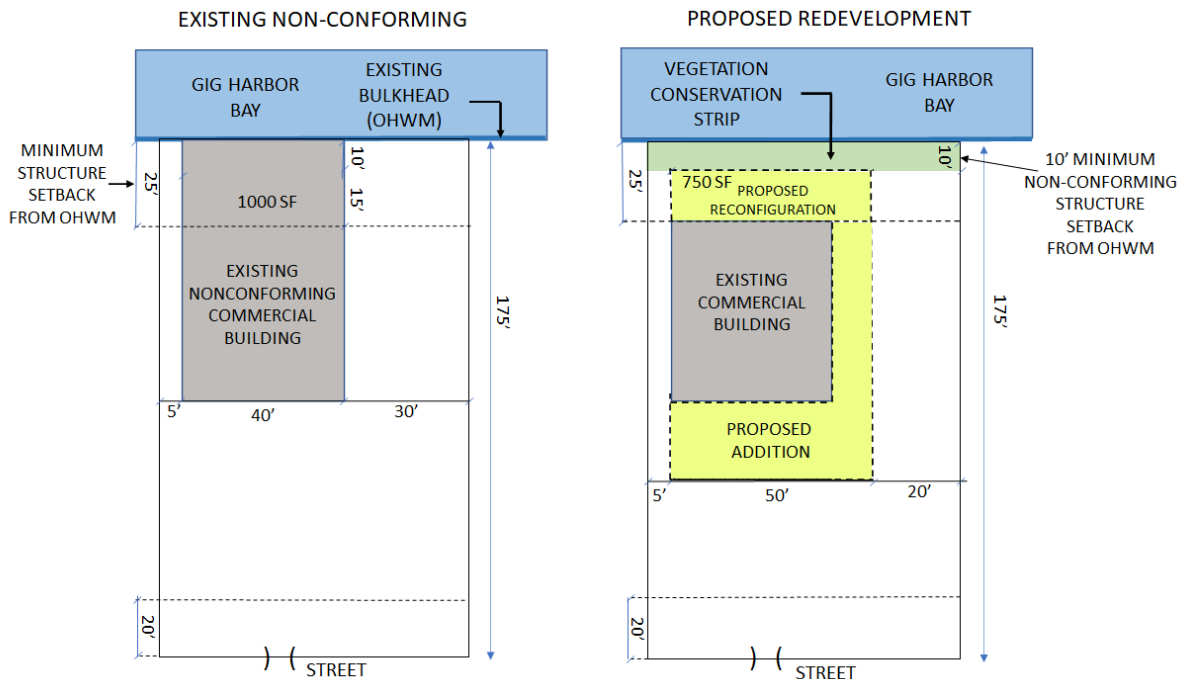 EXISTING NON-CONFORMING
GIG HARBOR
BAY
EXISTING
BULKHEAD
(OHWM)
MINIMUM
STRUCTURE
SETBACK
FROM OHWM
25'
10'
15'
1000 SF
EXISTING
NONCONFORMING
COMMERCIAL
BUILDING
175'
5'
40'
30'
20'
) (
STREET
PROPOSED REDEVELOPMENT
VEGETATION
CONSERVATION
STRIP
GIG HARBOR
BAY
10'
10' MINIMUM
NON-CONFORMING
STRUCTURE
SETBACK
FROM OHWM
25'
750 SF
PROPOSED
RECONFIGURATION
EXISTING
COMMERCIAL
BUILDING
175'
PROPOSED
ADDITION
5'
50'
20'
20'
) (
STREET